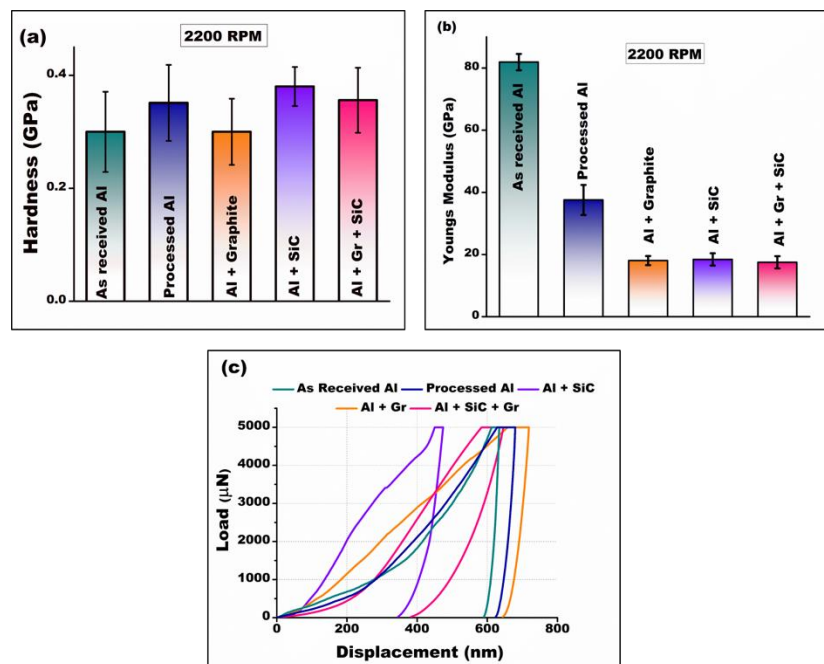 (a)
2200 RPM
Hardness (GPa)
0.4
0.2
0.0
As received Al
Processed Al
Al + Graphite
Al + SiC
Al + Gr + SiC
(b)
2200 RPM
Youngs Modulus (GPa)
80
60
40
20
0
As received Al
Processed Al
Al + Graphite
Al + SiC
Al + Gr + SiC
(c)
As Received Al Processed Al Al + SiC
Al + Gr Al + SiC + Gr
Load (μN)
5000
4000
3000
2000
1000
0
0 200 400 600 800
Displacement (nm)